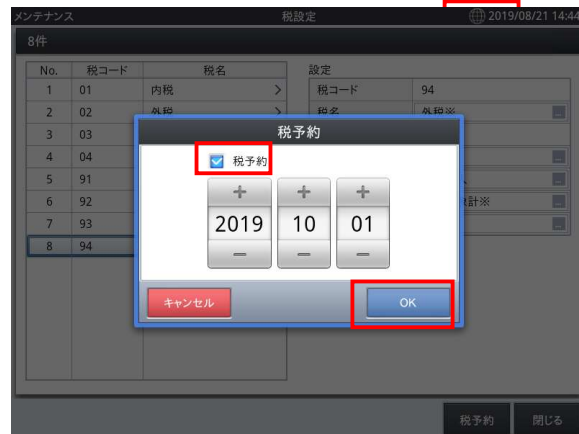 メンテナンス 税設定 2019/08/21 14:44
8件
No. 税コード 税名 設定
1 01 内税 > 税コード 94
2 02 外税 > 税名 外税※
3 03
4 04
5 91
6 92 計※
7 93
8 94
税予約
税予約
+ + +
2019 10 01
− − −
キャンセル OK
税予約 閉じる